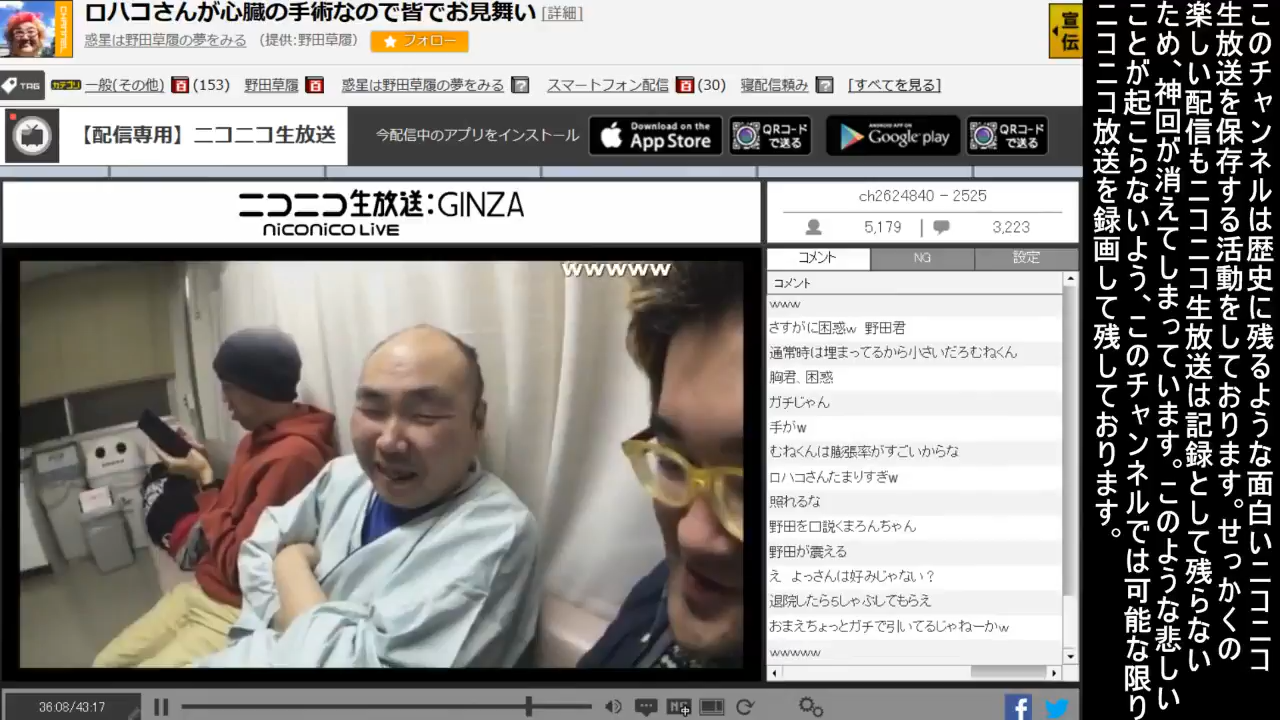 ロハコさんが心臓の手術なので皆でお見舞い [詳細]
惑星は野田草履の夢をみる （提供:野田草履） フォロー
CHANNEL
宣伝
TAG カテゴリ 一般(その他) 百 (153) 野田草履 百 惑星は野田草履の夢をみる ? スマートフォン配信 百 (30) 寝配信頼み ? [すべてを見る]
【配信専用】ニコニコ生放送
今配信中のアプリをインストール
Download on the App Store
QRコードで送る
ANDROID APP ON Google play
QRコードで送る
ニコニコ生放送:GINZA
niconico Live
ch2624840 - 2525
5,179 | 3,223
コメント NG 設定
コメント
wwwww
www
さすがに困惑w 野田君
通常時は埋まってるから小さいだろむねくん
胸君、困惑
ガチじゃん
手がw
むねくんは膨張率がすごいからな
ロハコさんたまりすぎw
照れるな
野田を口説くまろんちゃん
野田が震える
え よっさんは好みじゃない？
退院したら5しゃぶしてもらえ
おまえちょっとガチで引いてるじゃねーかw
wwwww
36:08/43:17
このチャンネルは歴史に残るような面白いニコニコ
生放送を保存する活動をしております。せっかくの
楽しい配信もニコニコ生放送は記録として残らない
ため、神回が消えてしまっています。このような悲しい
ことが起こらないよう、このチャンネルでは可能な限り
ニコニコ放送を録画して残しております。